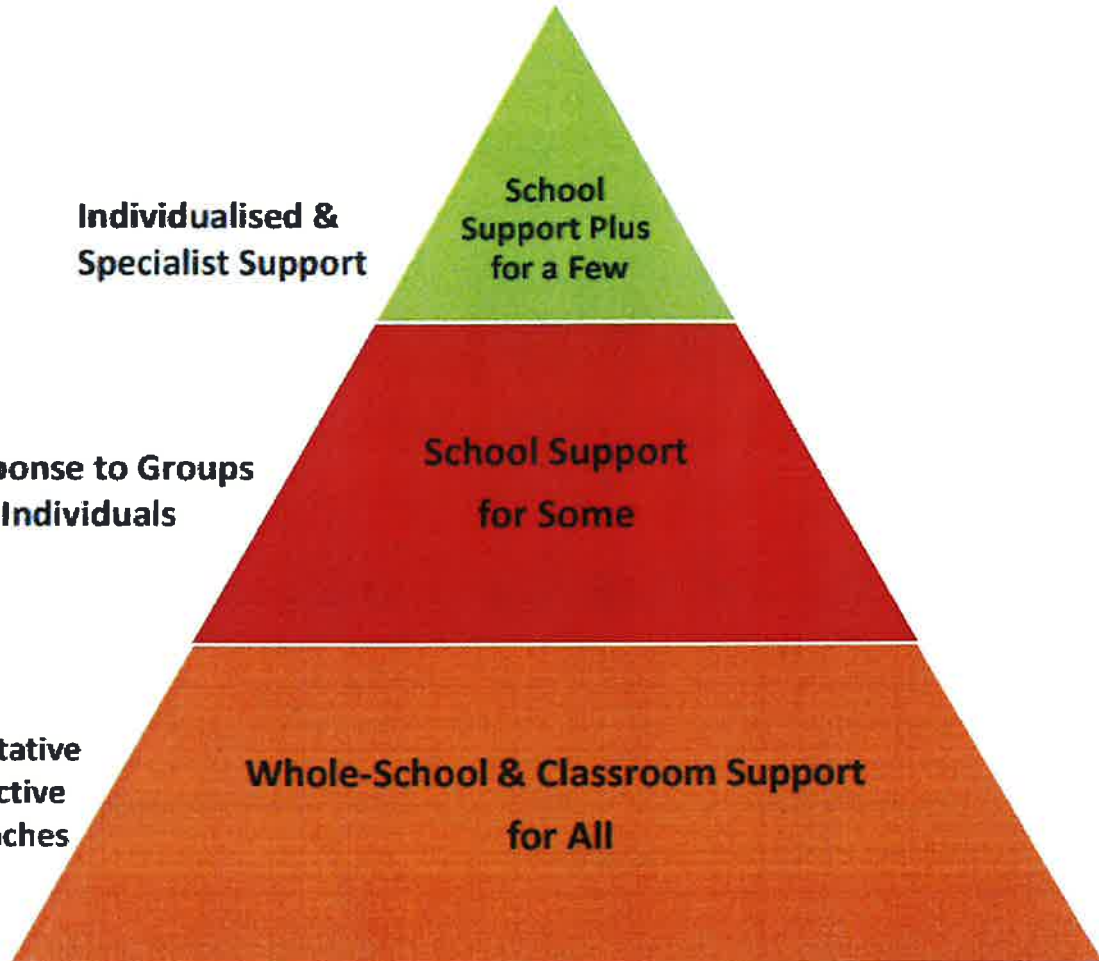 Individualised &
Specialist Support
School
Support Plus
for a Few
to Groups
Individuals
School Support
for Some
Whole-School & Classroom Support
for All